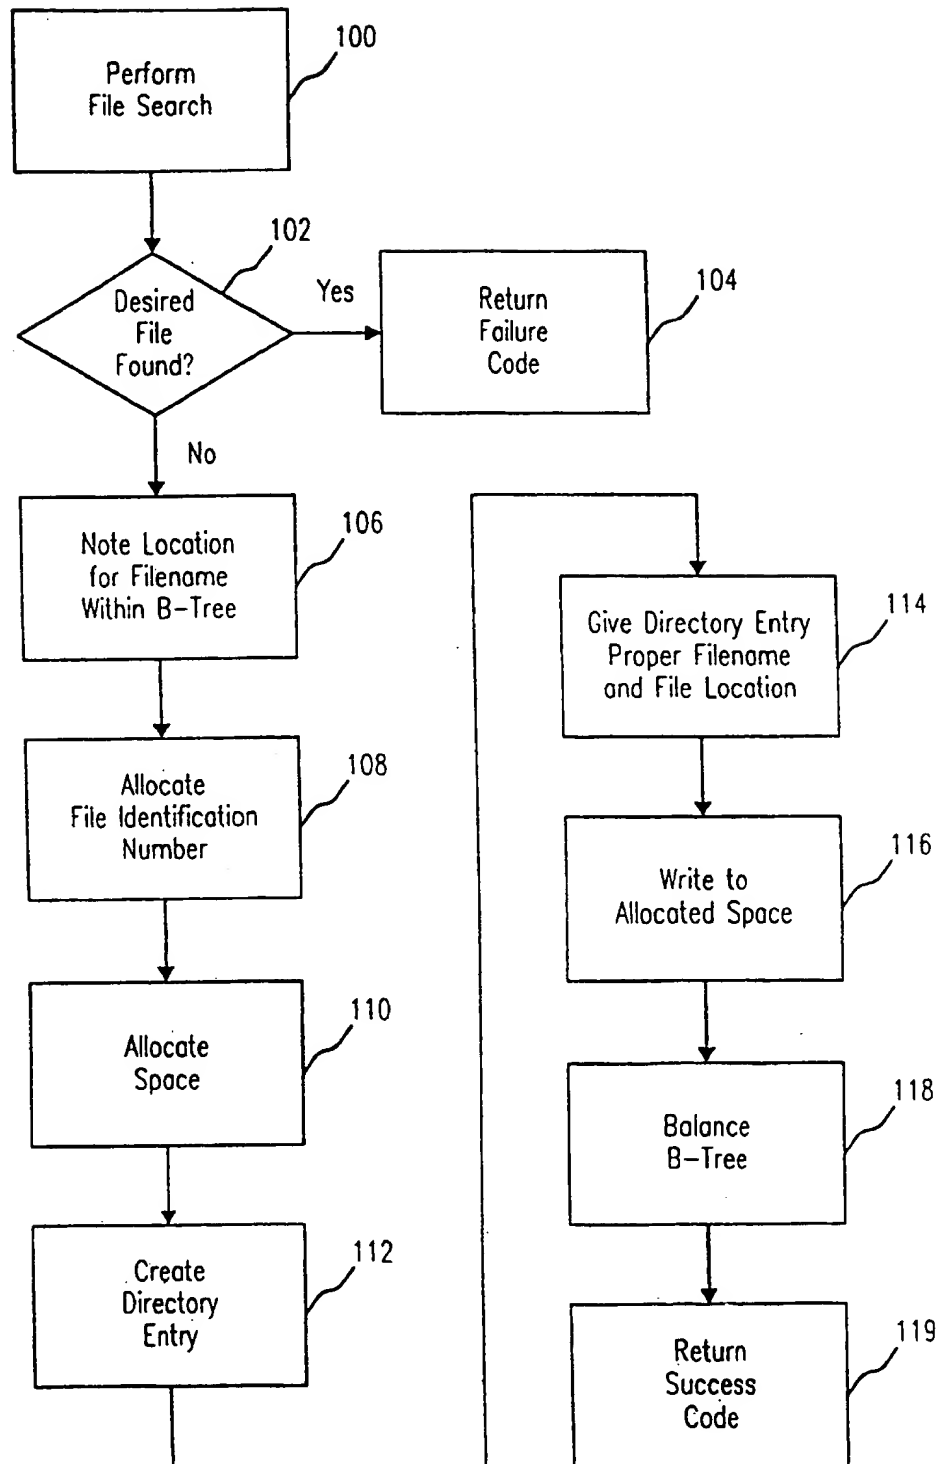 Perform
File Search
100
102
Desired
File
Found?
Yes
Return
Failure
Code
104
No
Note Location
for Filename
Within B-Tree
106
Allocate
File Identification
Number
108
Allocate
Space
110
Create
Directory
Entry
112
Give Directory Entry
Proper Filename
and File Location
114
Write to
Allocated Space
116
Balance
B-Tree
118
Return
Success
Code
119